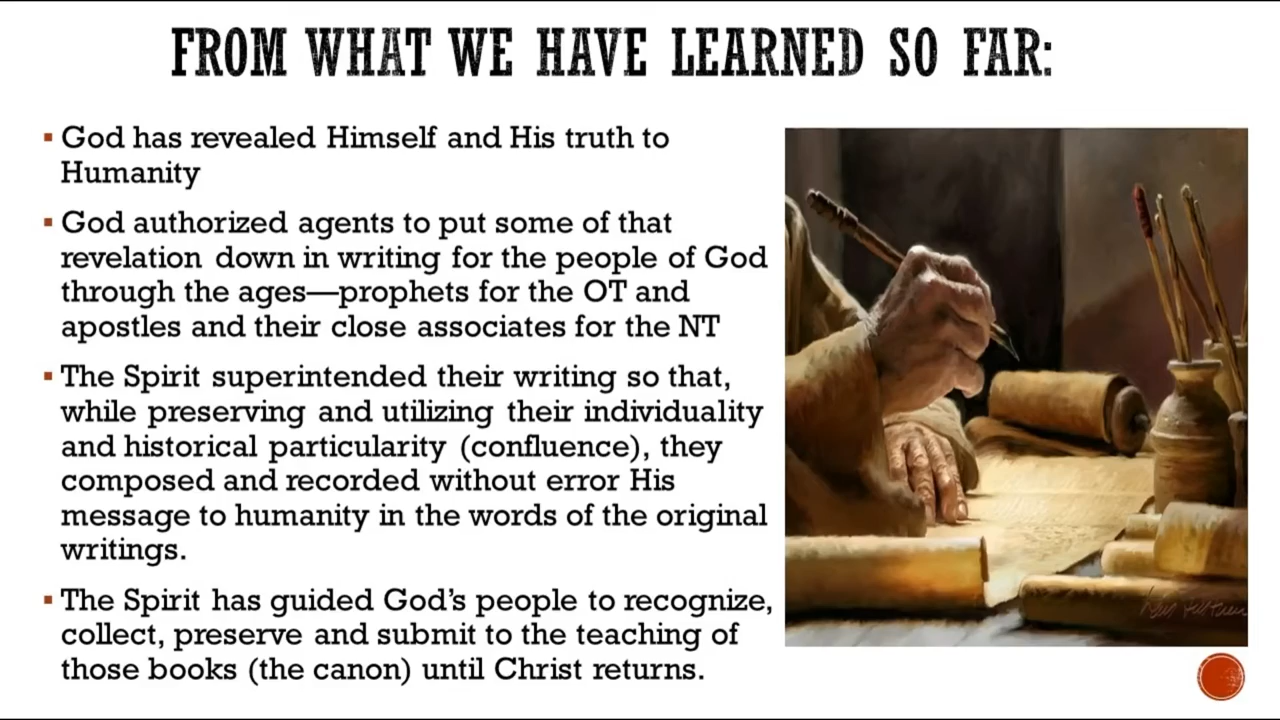 FROM WHAT WE HAVE LEARNED SO FAR:
God has revealed Himself and His truth to
Humanity
God authorized agents to put some of that
revelation down in writing for the people of God
through the ages—prophets for the OT and
apostles and their close associates for the NT
The Spirit superintended their writing so that,
while preserving and utilizing their individuality
and historical particularity (confluence), they
composed and recorded without error His
message to humanity in the words of the original
writings.
The Spirit has guided God's people to recognize,
collect, preserve and submit to the teaching of
those books (the canon) until Christ returns.